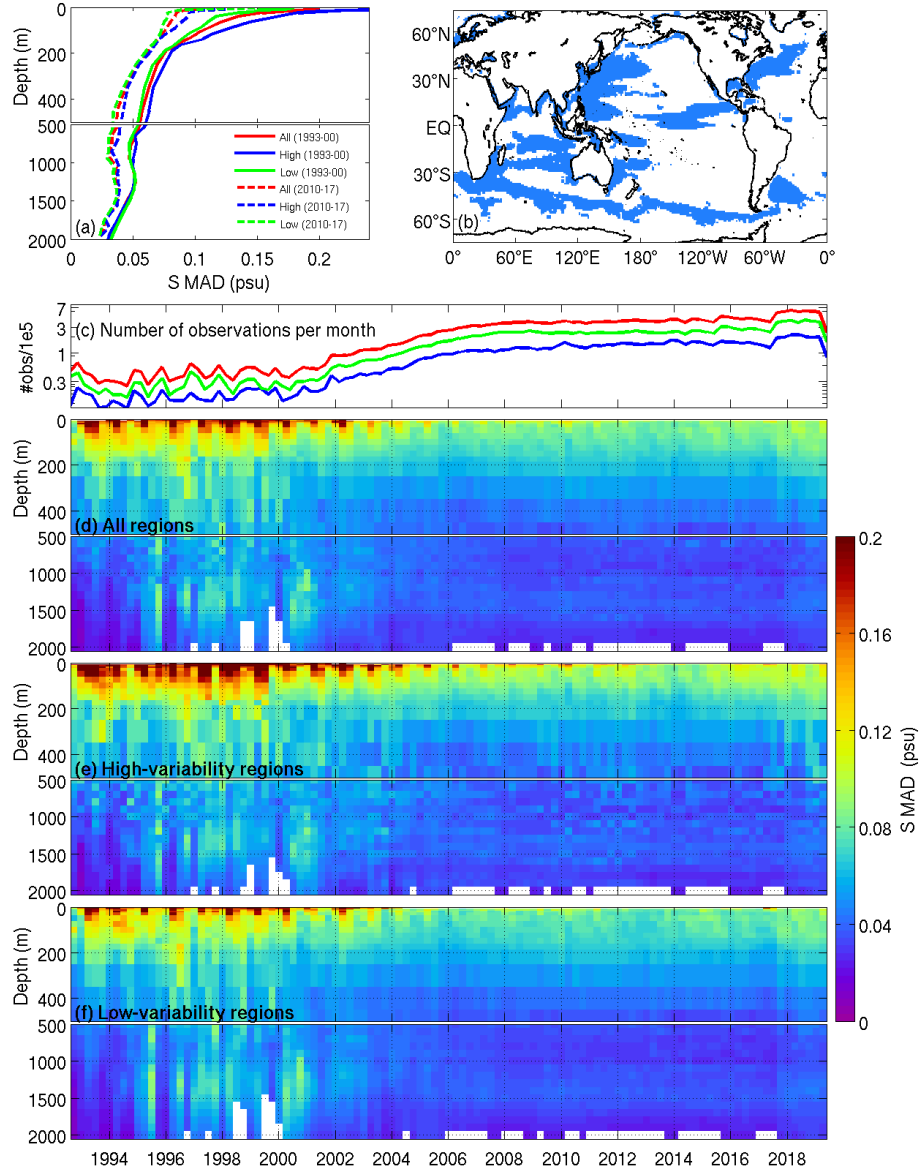 0
200
400
500
1000
1500
2000
Depth (m)
(a)
0 0.05 0.1 0.15 0.2
S MAD (psu)
All (1993-00)
High (1993-00)
Low (1993-00)
All (2010-17)
High (2010-17)
Low (2010-17)
60°N
30°N
EQ
30°S
60°S
(b)
0° 60°E 120°E 180° 120°W 60°W 0°
7
3
1
0.3
#obs/1e5
(c) Number of observations per month
0
200
400
Depth (m)
(d) All regions
500
1000
1500
2000
0
200
400
Depth (m)
(e) High-variability regions
500
1000
1500
2000
0
200
400
Depth (m)
(f) Low-variability regions
500
1000
1500
2000
1994 1996 1998 2000 2002 2004 2006 2008 2010 2012 2014 2016 2018
0.2
0.16
0.12
0.08
0.04
0
S MAD (psu)